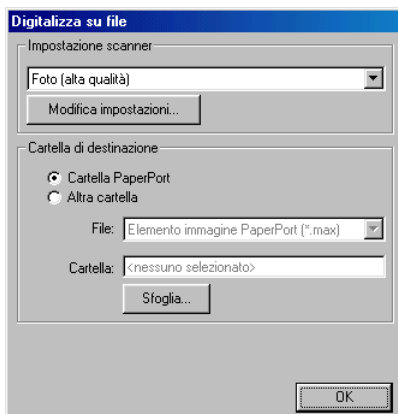 Digitalizza su file
Impostazione scanner
Foto (alta qualità)
Modifica impostazioni...
Cartella di destinazione
Cartella PaperPort
Altra cartella
File: Elemento immagine PaperPort (*.max)
Cartella: <nessuno selezionato>
Sfoglia...
OK